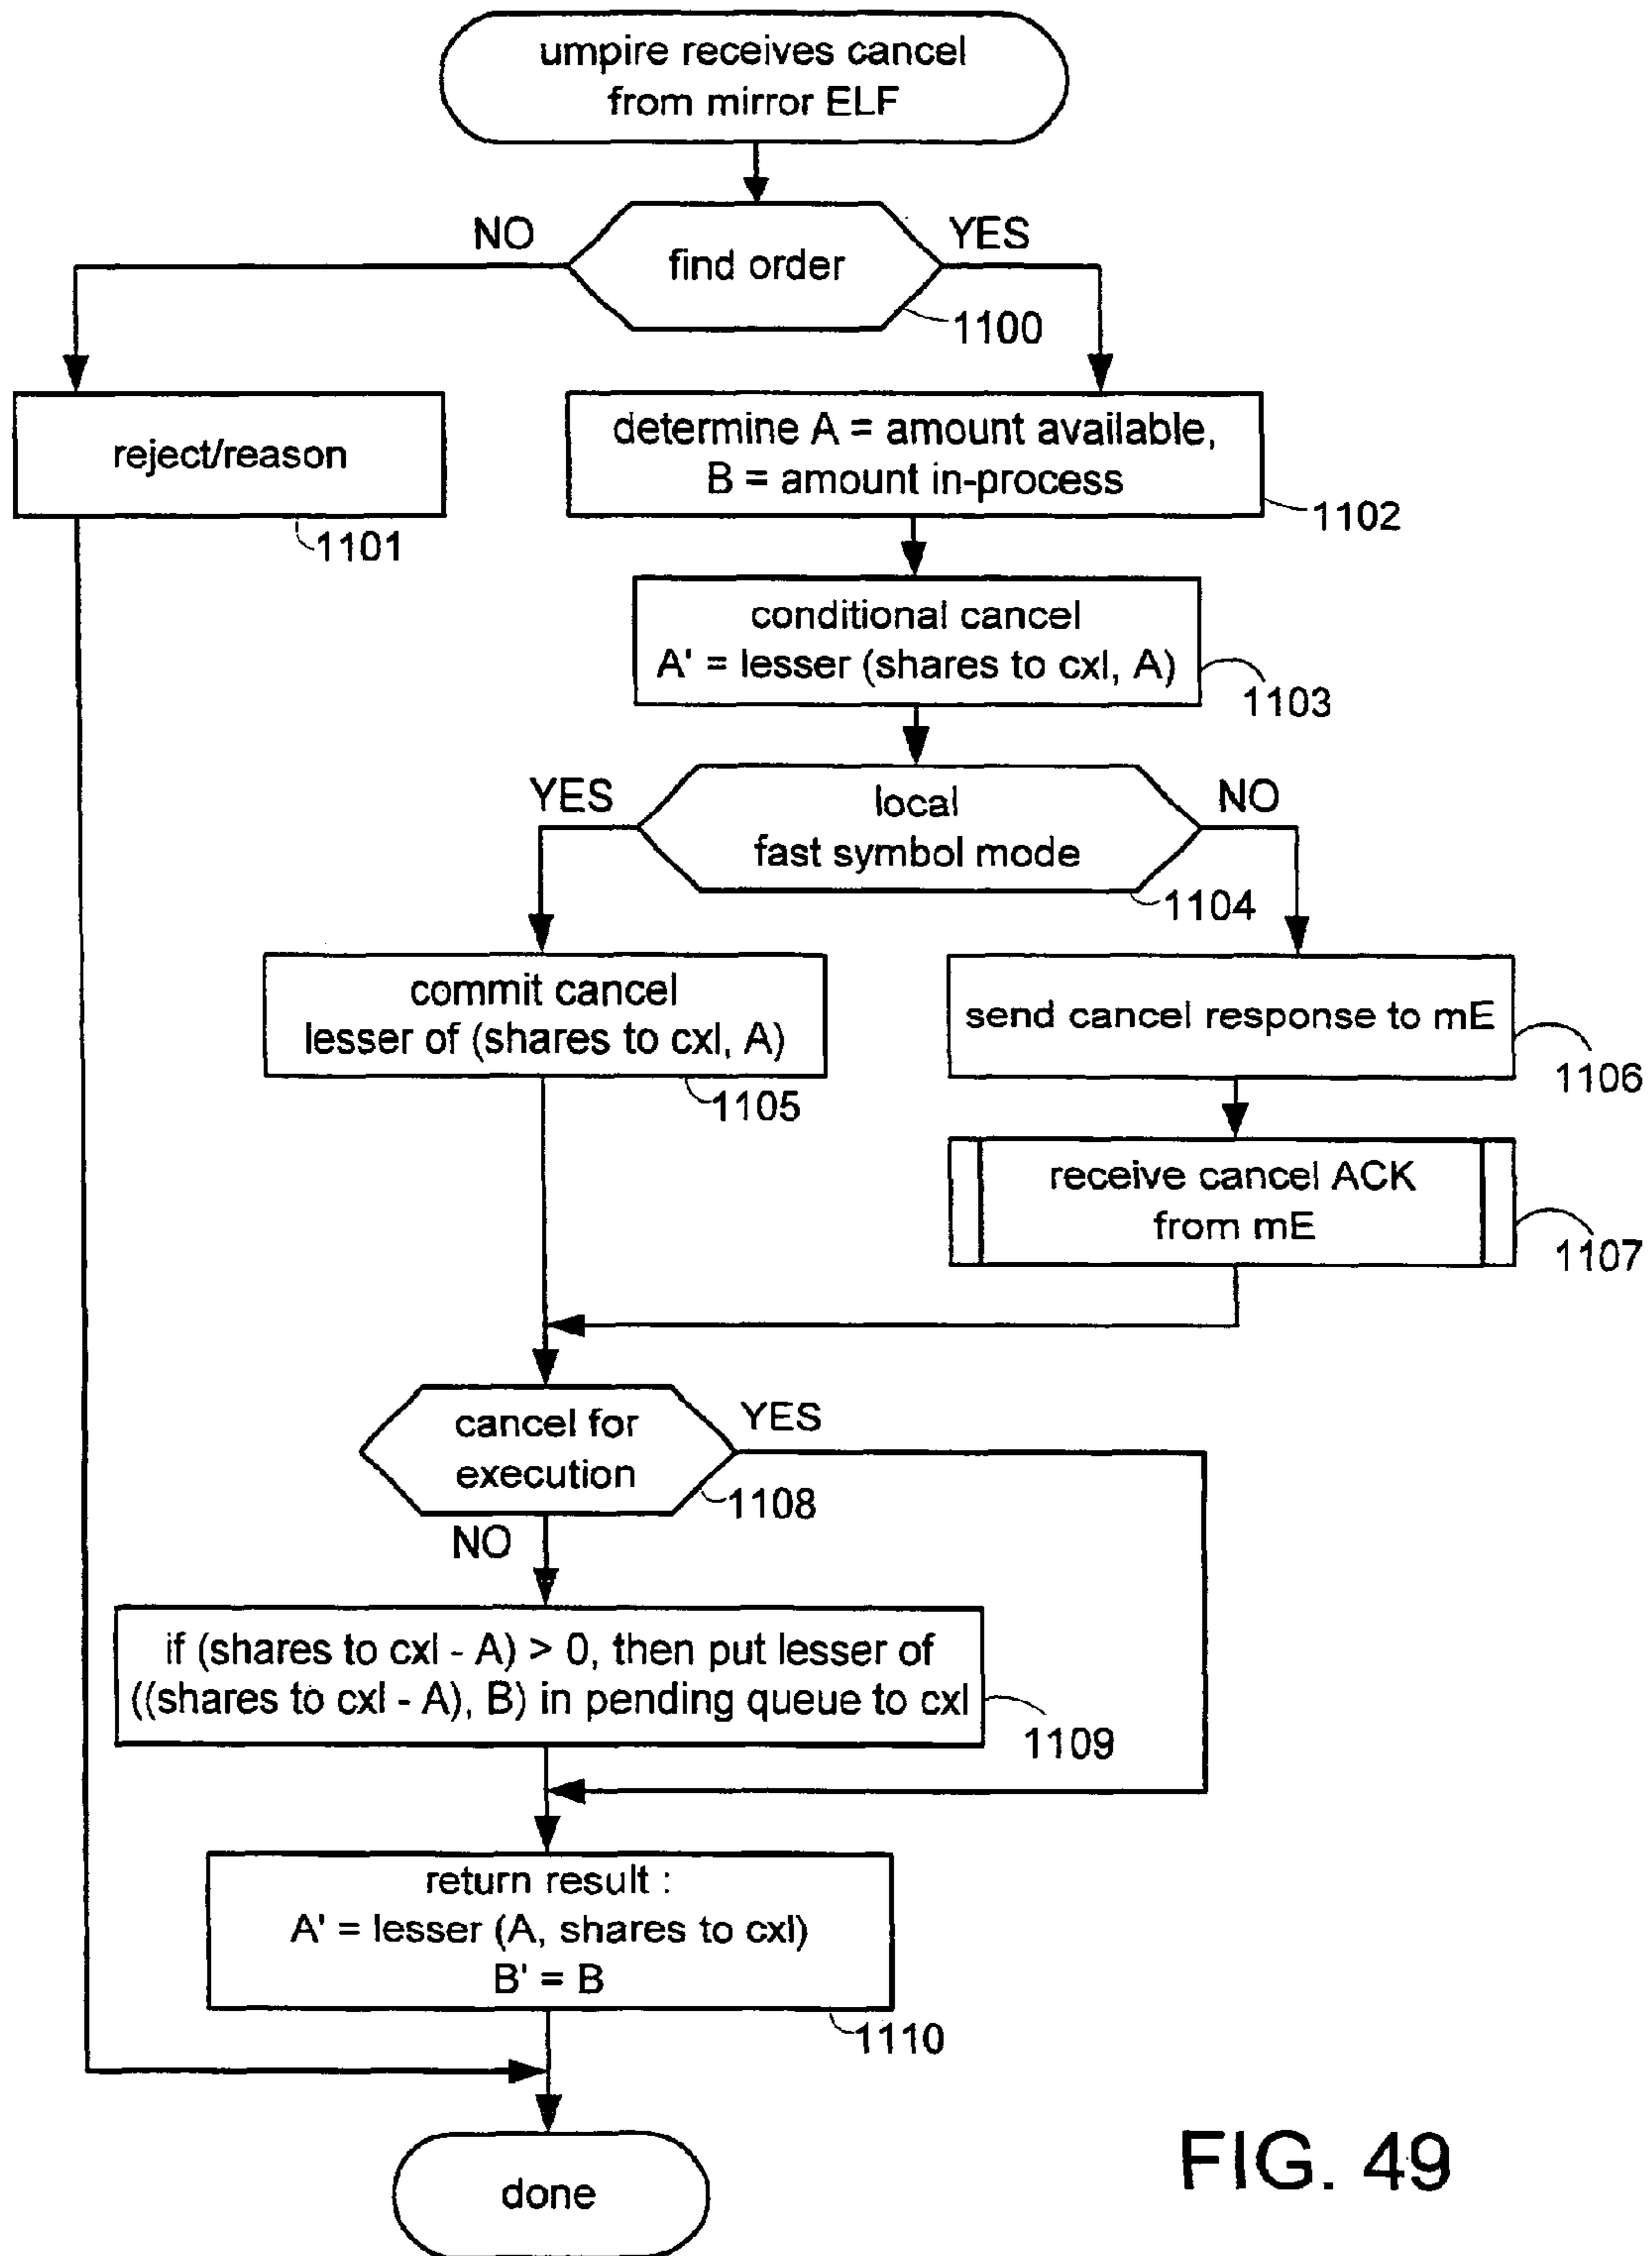 umpire receives cancel
from mirror ELF
NO
YES
find order
1100
reject/reason
1101
determine A = amount available,
B = amount in-process
1102
conditional cancel
A' = lesser (shares to cxl, A)
1103
YES
local
fast symbol mode
NO
1104
commit cancel
lesser of (shares to cxl, A)
1105
send cancel response to mE
1106
receive cancel ACK
from mE
1107
cancel for
execution
YES
1108
NO
if (shares to cxl - A) > 0, then put lesser of
((shares to cxl - A), B) in pending queue to cxl
1109
return result :
A' = lesser (A, shares to cxl)
B' = B
1110
done
FIG. 49